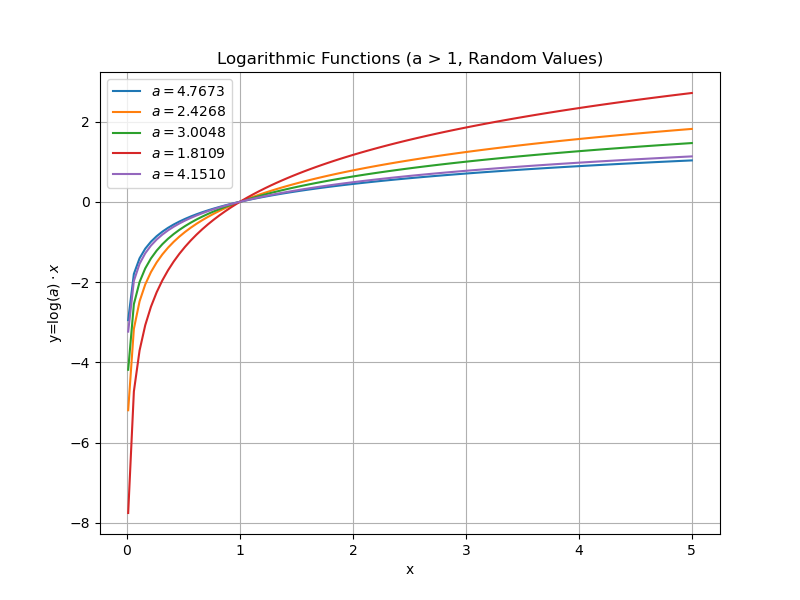 Logarithmic Functions (a > 1, Random Values)
a = 4.7673
a = 2.4268
a = 3.0048
a = 1.8109
a = 4.1510
2
0
−2
−4
−6
−8
y=log(a) · x
0 1 2 3 4 5
x